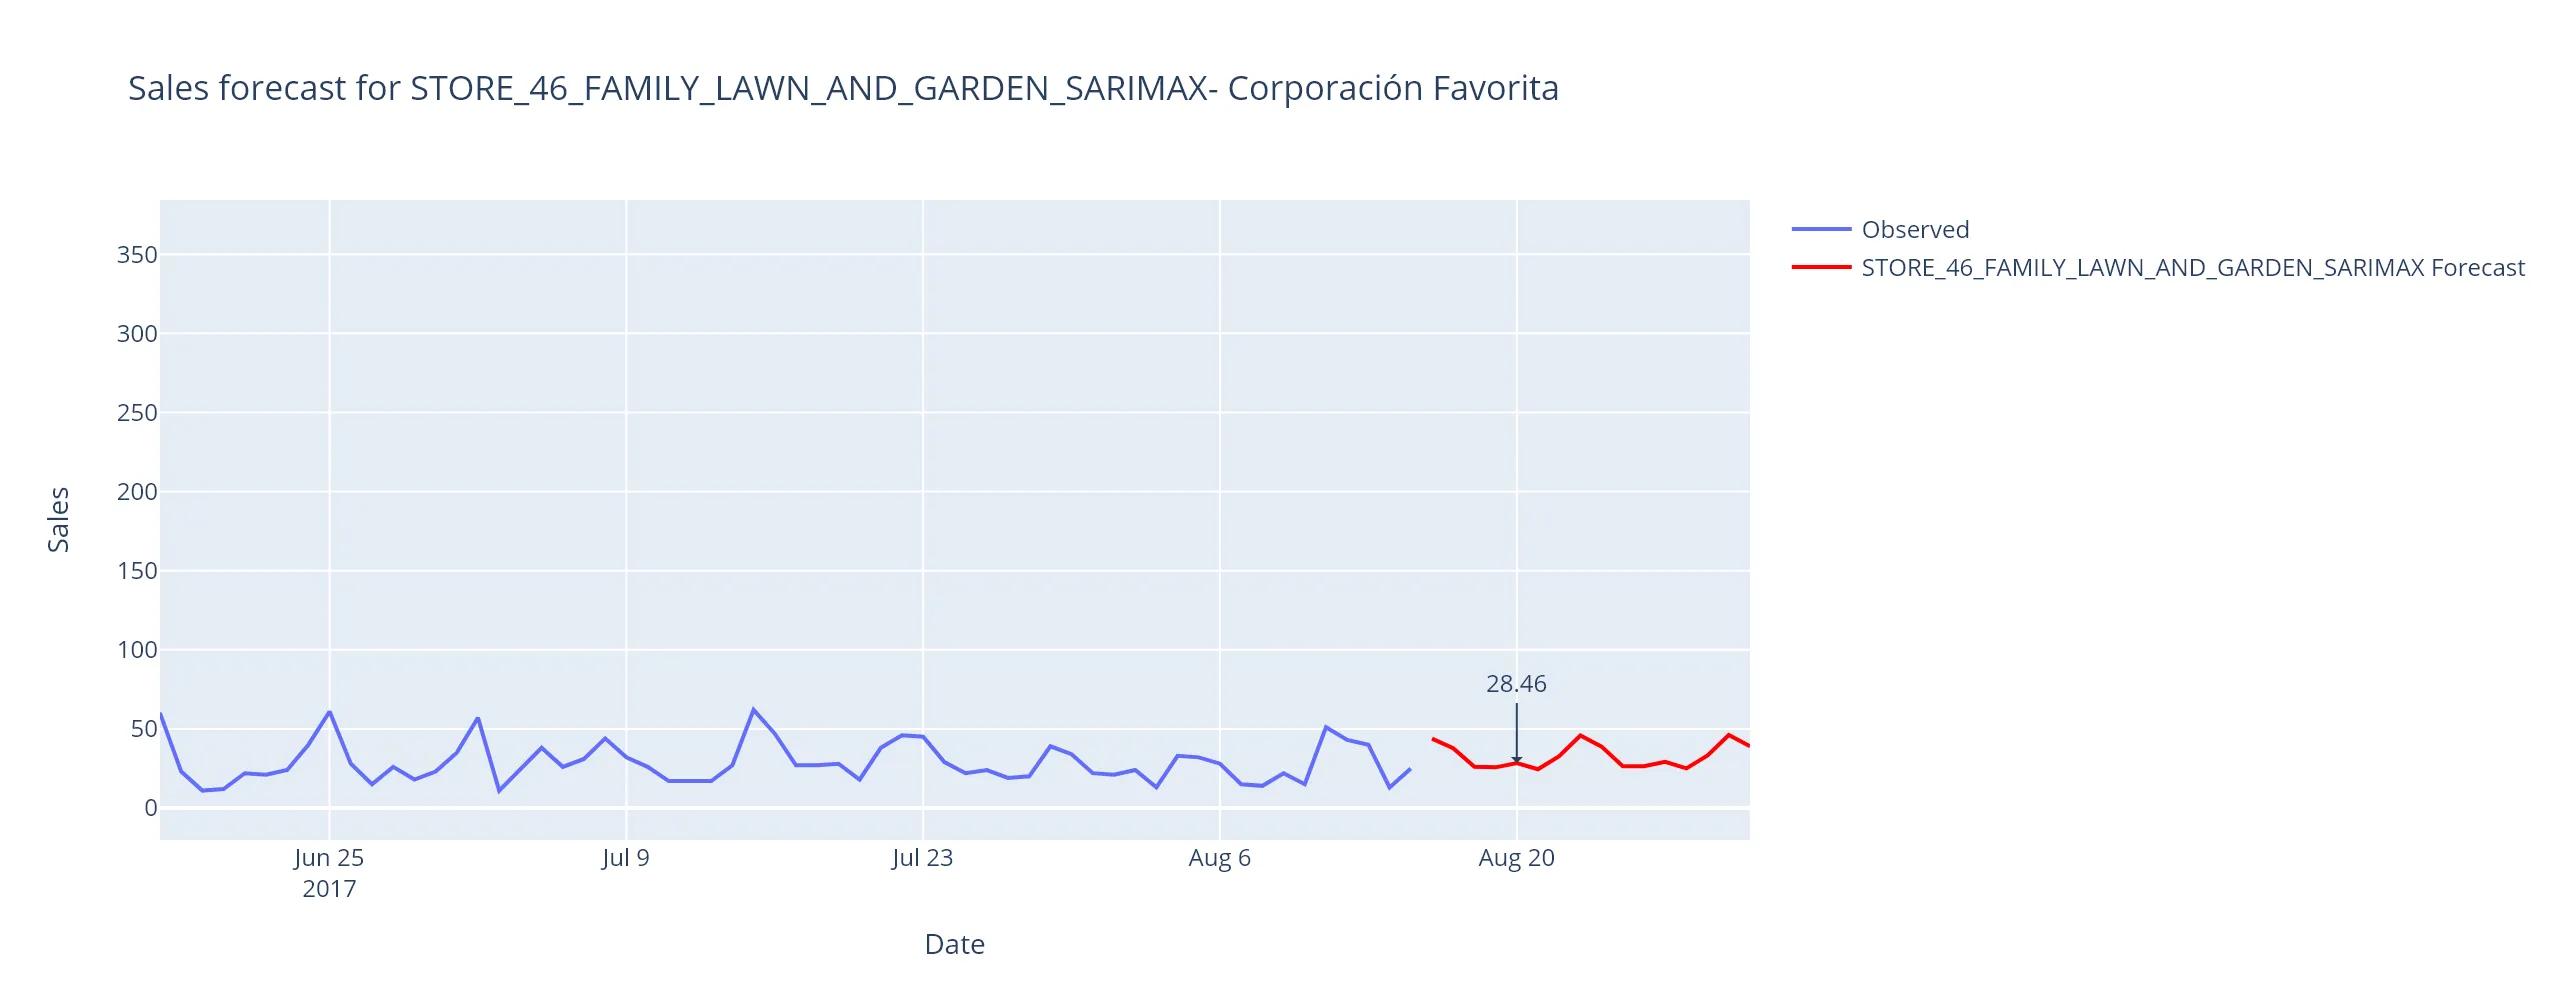 Sales forecast for STORE_46_FAMILY_LAWN_AND_GARDEN_SARIMAX- Corporación Favorita
Observed
STORE_46_FAMILY_LAWN_AND_GARDEN_SARIMAX Forecast
350
300
250
200
150
100
50
0
Sales
28.46
Jun 25
2017
Jul 9
Jul 23
Aug 6
Aug 20
Date